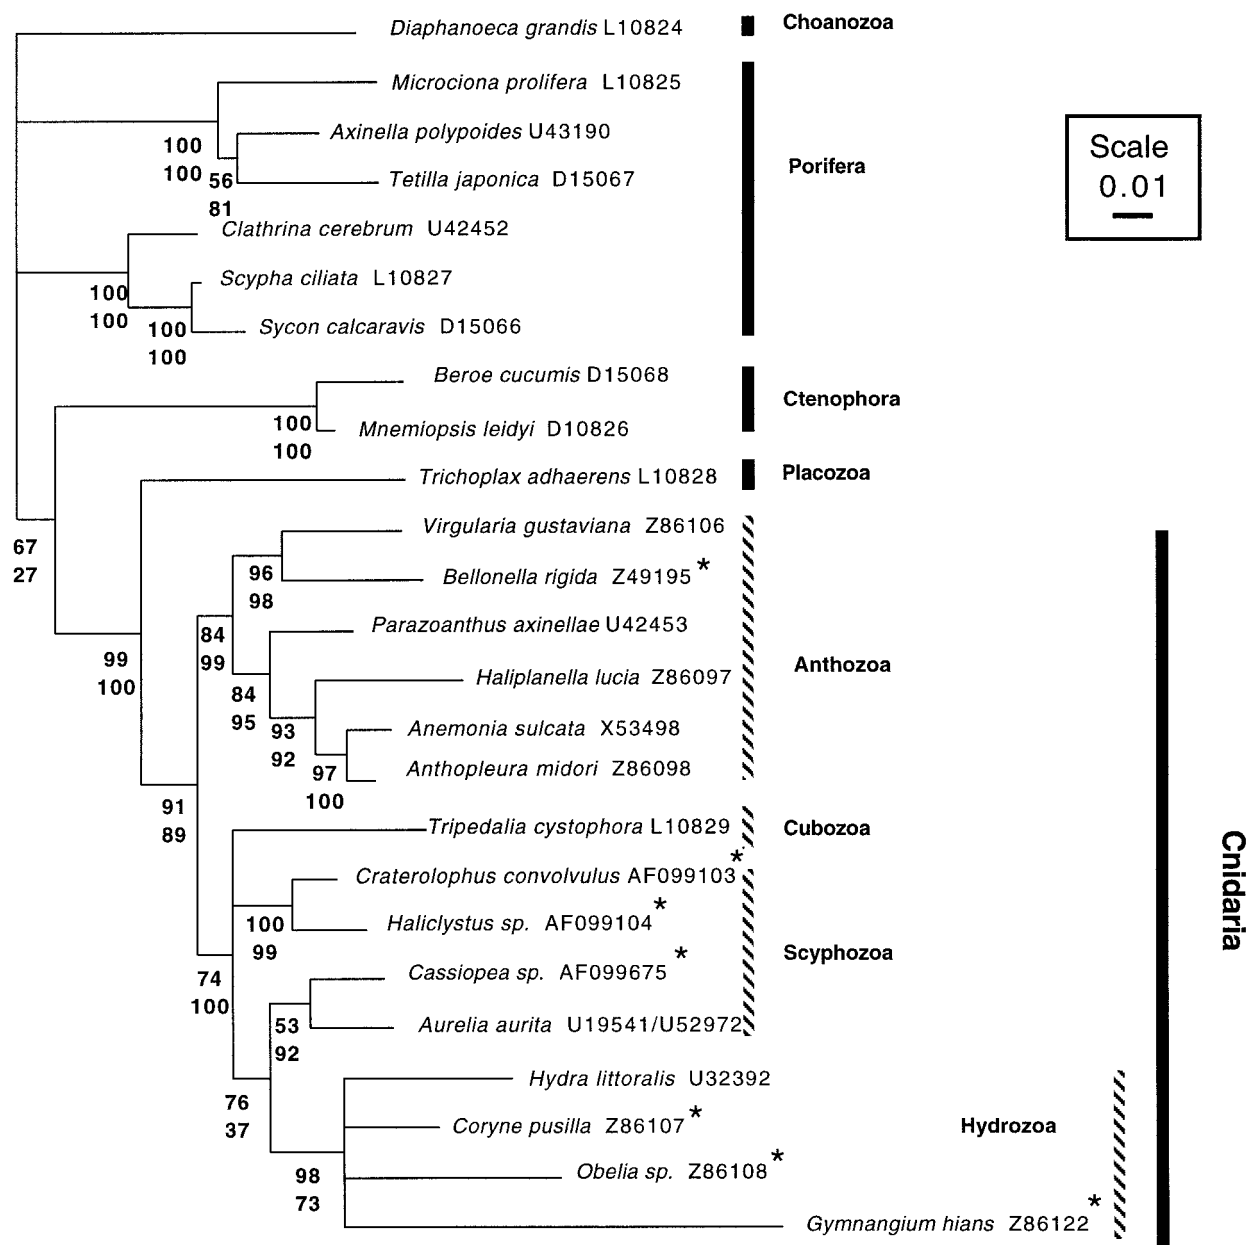 Diaphanoeca grandis L10824
Choanozoa
Microciona prolifera L10825
Axinella polypoides U43190
100
100
56
81
Tetilla japonica D15067
Porifera
Scale
0.01
Clathrina cerebrum U42452
Scypha ciliata L10827
100
100
100
100
Sycon calcaravis D15066
Beroe cucumis D15068
Ctenophora
100
100
Mnemiopsis leidyi D10826
Trichoplax adhaerens L10828
Placozoa
67
27
Virgularia gustaviana Z86106
96
98
Bellonella rigida Z49195*
Parazoanthus axinellae U42453
84
99
99
100
Anthozoa
84
95
Haliplanella lucia Z86097
93
92
Anemonia sulcata X53498
97
100
Anthopleura midori Z86098
91
89
Tripedalia cystophora L10829
Cubozoa
Craterolophus convolvulus AF099103*
100
99
Haliclystus sp. AF099104*
Cnidaria
Scyphozoa
74
100
Cassiopea sp. AF099675*
53
92
Aurelia aurita U19541/U52972
76
37
Hydra littoralis U32392
Coryne pusilla Z86107*
Hydrozoa
98
73
Obelia sp. Z86108*
Gymnangium hians Z86122*